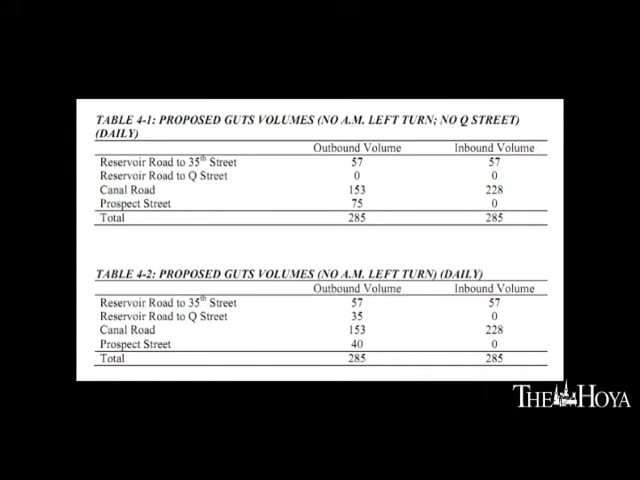 TABLE 4-1: PROPOSED GUTS VOLUMES (NO A.M. LEFT TURN; NO Q STREET)
(DAILY)
Outbound Volume Inbound Volume
Reservoir Road to 35th Street 57 57
Reservoir Road to Q Street 0 0
Canal Road 153 228
Prospect Street 75 0
Total 285 285
TABLE 4-2: PROPOSED GUTS VOLUMES (NO A.M. LEFT TURN) (DAILY)
Outbound Volume Inbound Volume
Reservoir Road to 35th Street 57 57
Reservoir Road to Q Street 35 0
Canal Road 153 228
Prospect Street 40 0
Total 285 285
THE HOYA